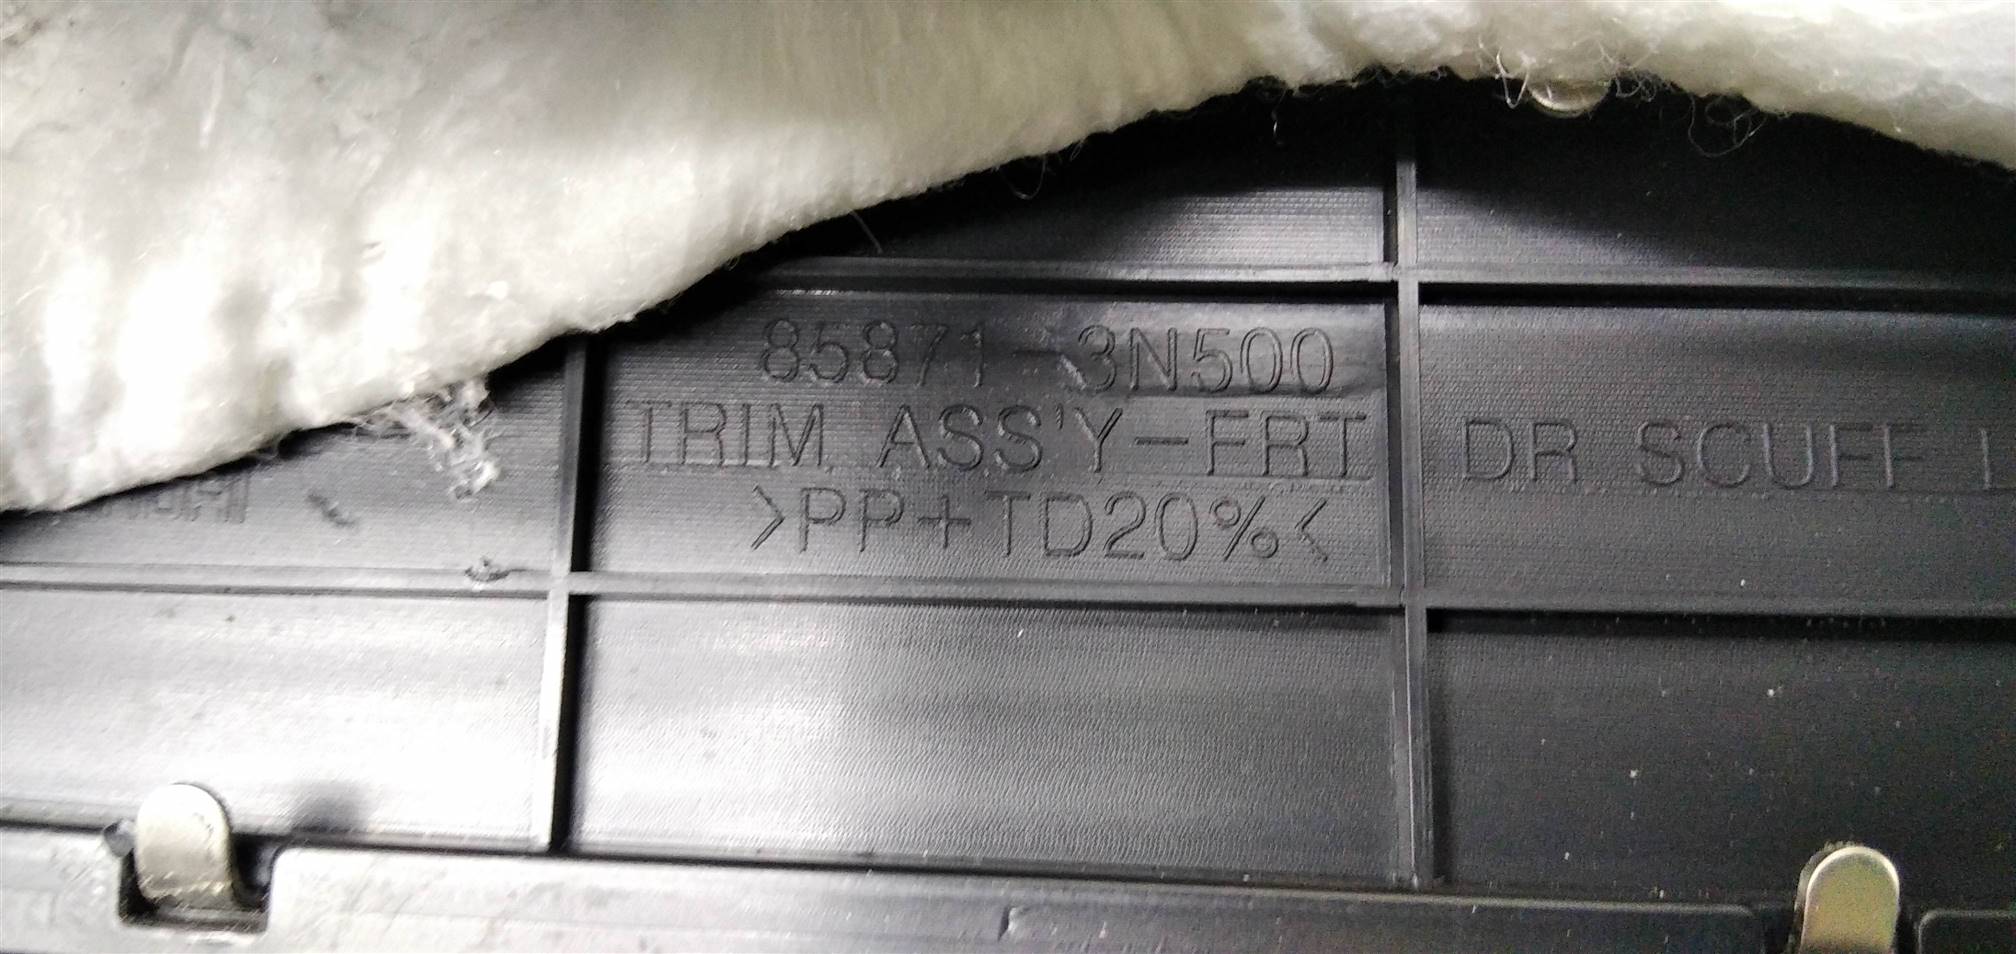 85871-3N500
TRIM ASS'Y-FRT DR SCUFF L
>PP+TD20%<